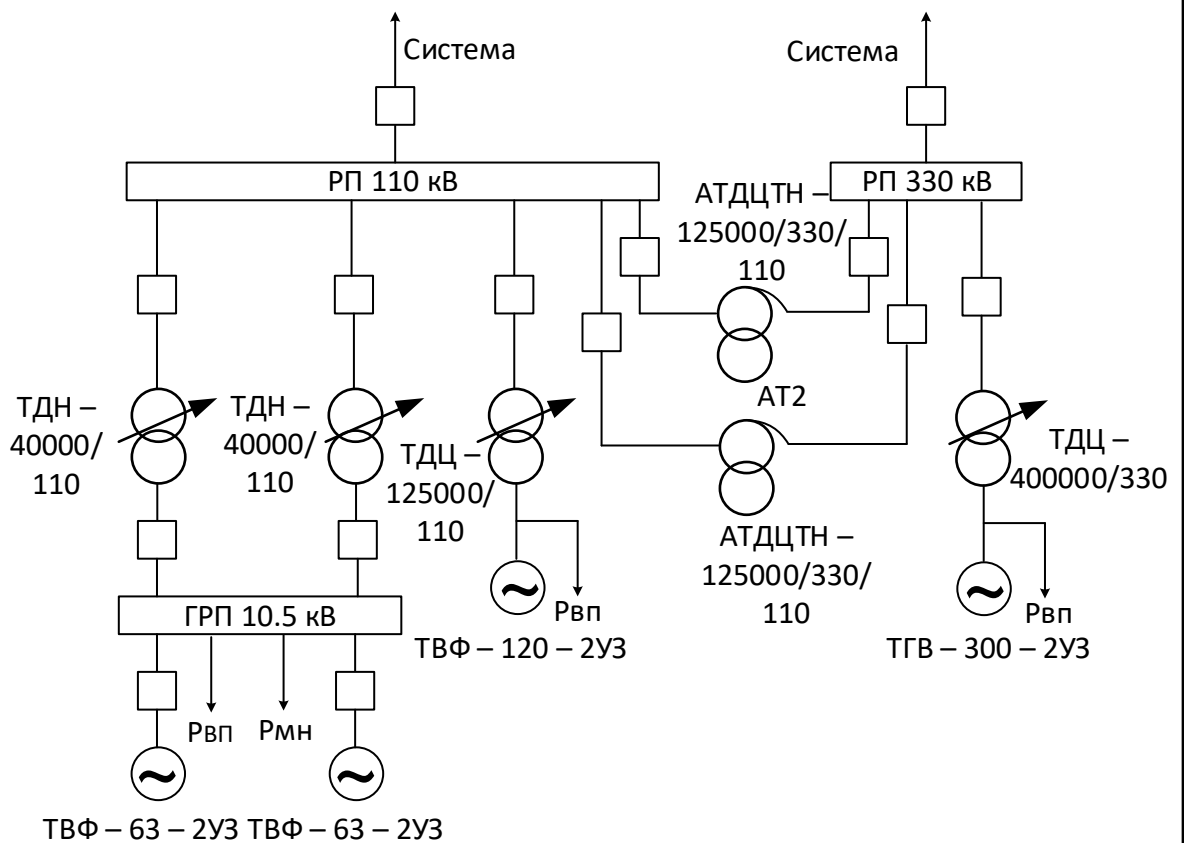 Система
Система
РП 110 кВ
РП 330 кВ
АТДЦТН –
125000/330/
110
АТ2
ТДН –
40000/
110
ТДН –
40000/
110
ТДЦ –
125000/
110
ТДЦ –
400000/330
АТДЦТН –
125000/330/
110
ГРП 10.5 кВ
Рвп
Рвп
ТВФ – 120 – 2УЗ
ТГВ – 300 – 2УЗ
Рвп
Рмн
ТВФ – 63 – 2УЗ
ТВФ – 63 – 2УЗ